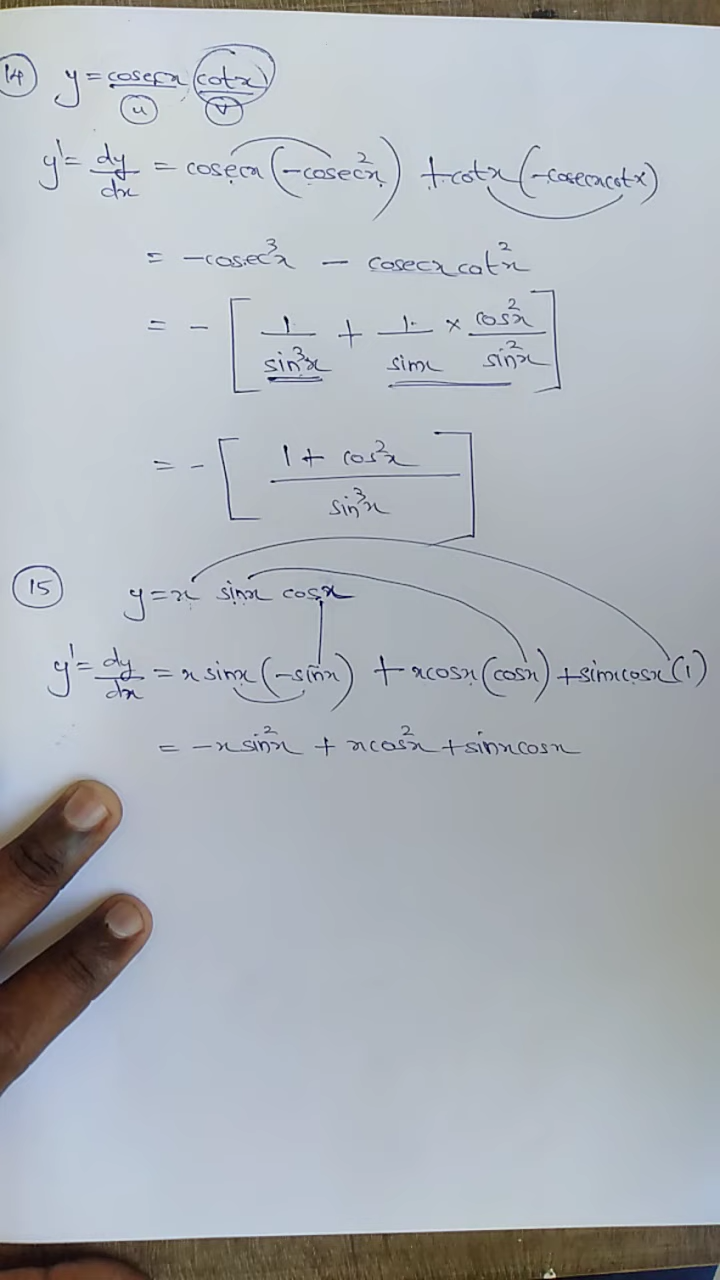 14 y = cosecx cotx
u v
y' = dy/dx = cosecx (-cosec²x) + cotx (-cosecxcotx)
= -cosec³x - cosecx cot²x
= - [ 1/sin³x + 1/sinx × cos²x/sin²x ]
= - [ 1 + cos²x / sin³x ]
15 y = x sinx cosx
y' = dy/dx = x sinx (-sinx) + xcosx (cosx) + sinxcosx (1)
= -x sin²x + xcos²x + sinxcosx